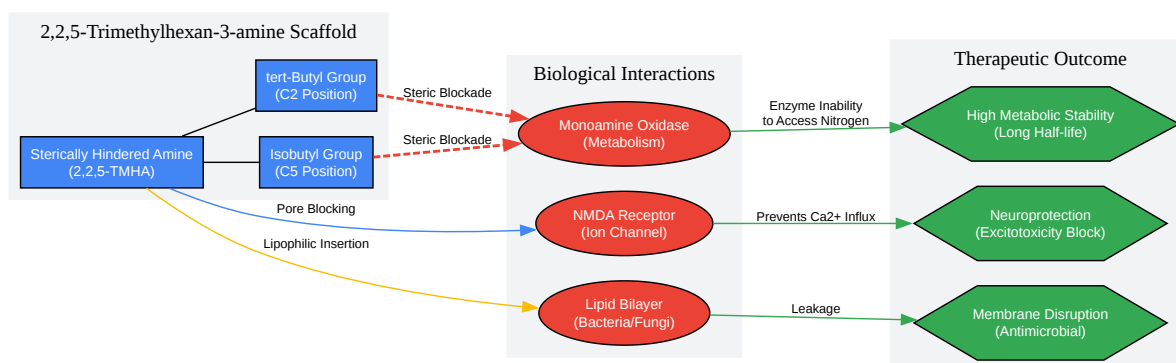 2,2,5-Trimethylhexan-3-amine Scaffold
tert-Butyl Group
(C2 Position)
Sterically Hindered Amine
(2,2,5-TMHA)
Isobutyl Group
(C5 Position)
Steric Blockade
Steric Blockade
Pore Blocking
Lipophilic Insertion
Biological Interactions
Monoamine Oxidase
(Metabolism)
NMDA Receptor
(Ion Channel)
Lipid Bilayer
(Bacteria/Fungi)
Enzyme Inability
to Access Nitrogen
Prevents Ca2+ Influx
Leakage
Therapeutic Outcome
High Metabolic Stability
(Long Half-life)
Neuroprotection
(Excitotoxicity Block)
Membrane Disruption
(Antimicrobial)